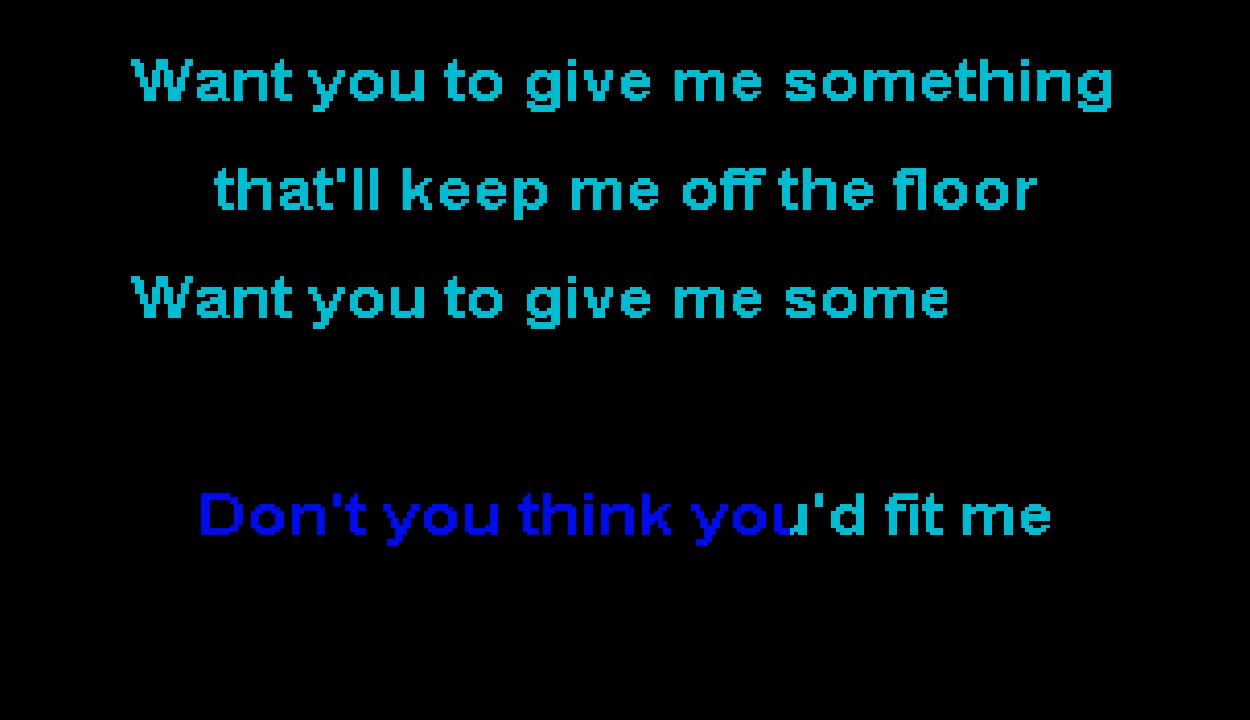 Want you to give me something
that'll keep me off the floor
Want you to give me some
Don't you think you'd fit me